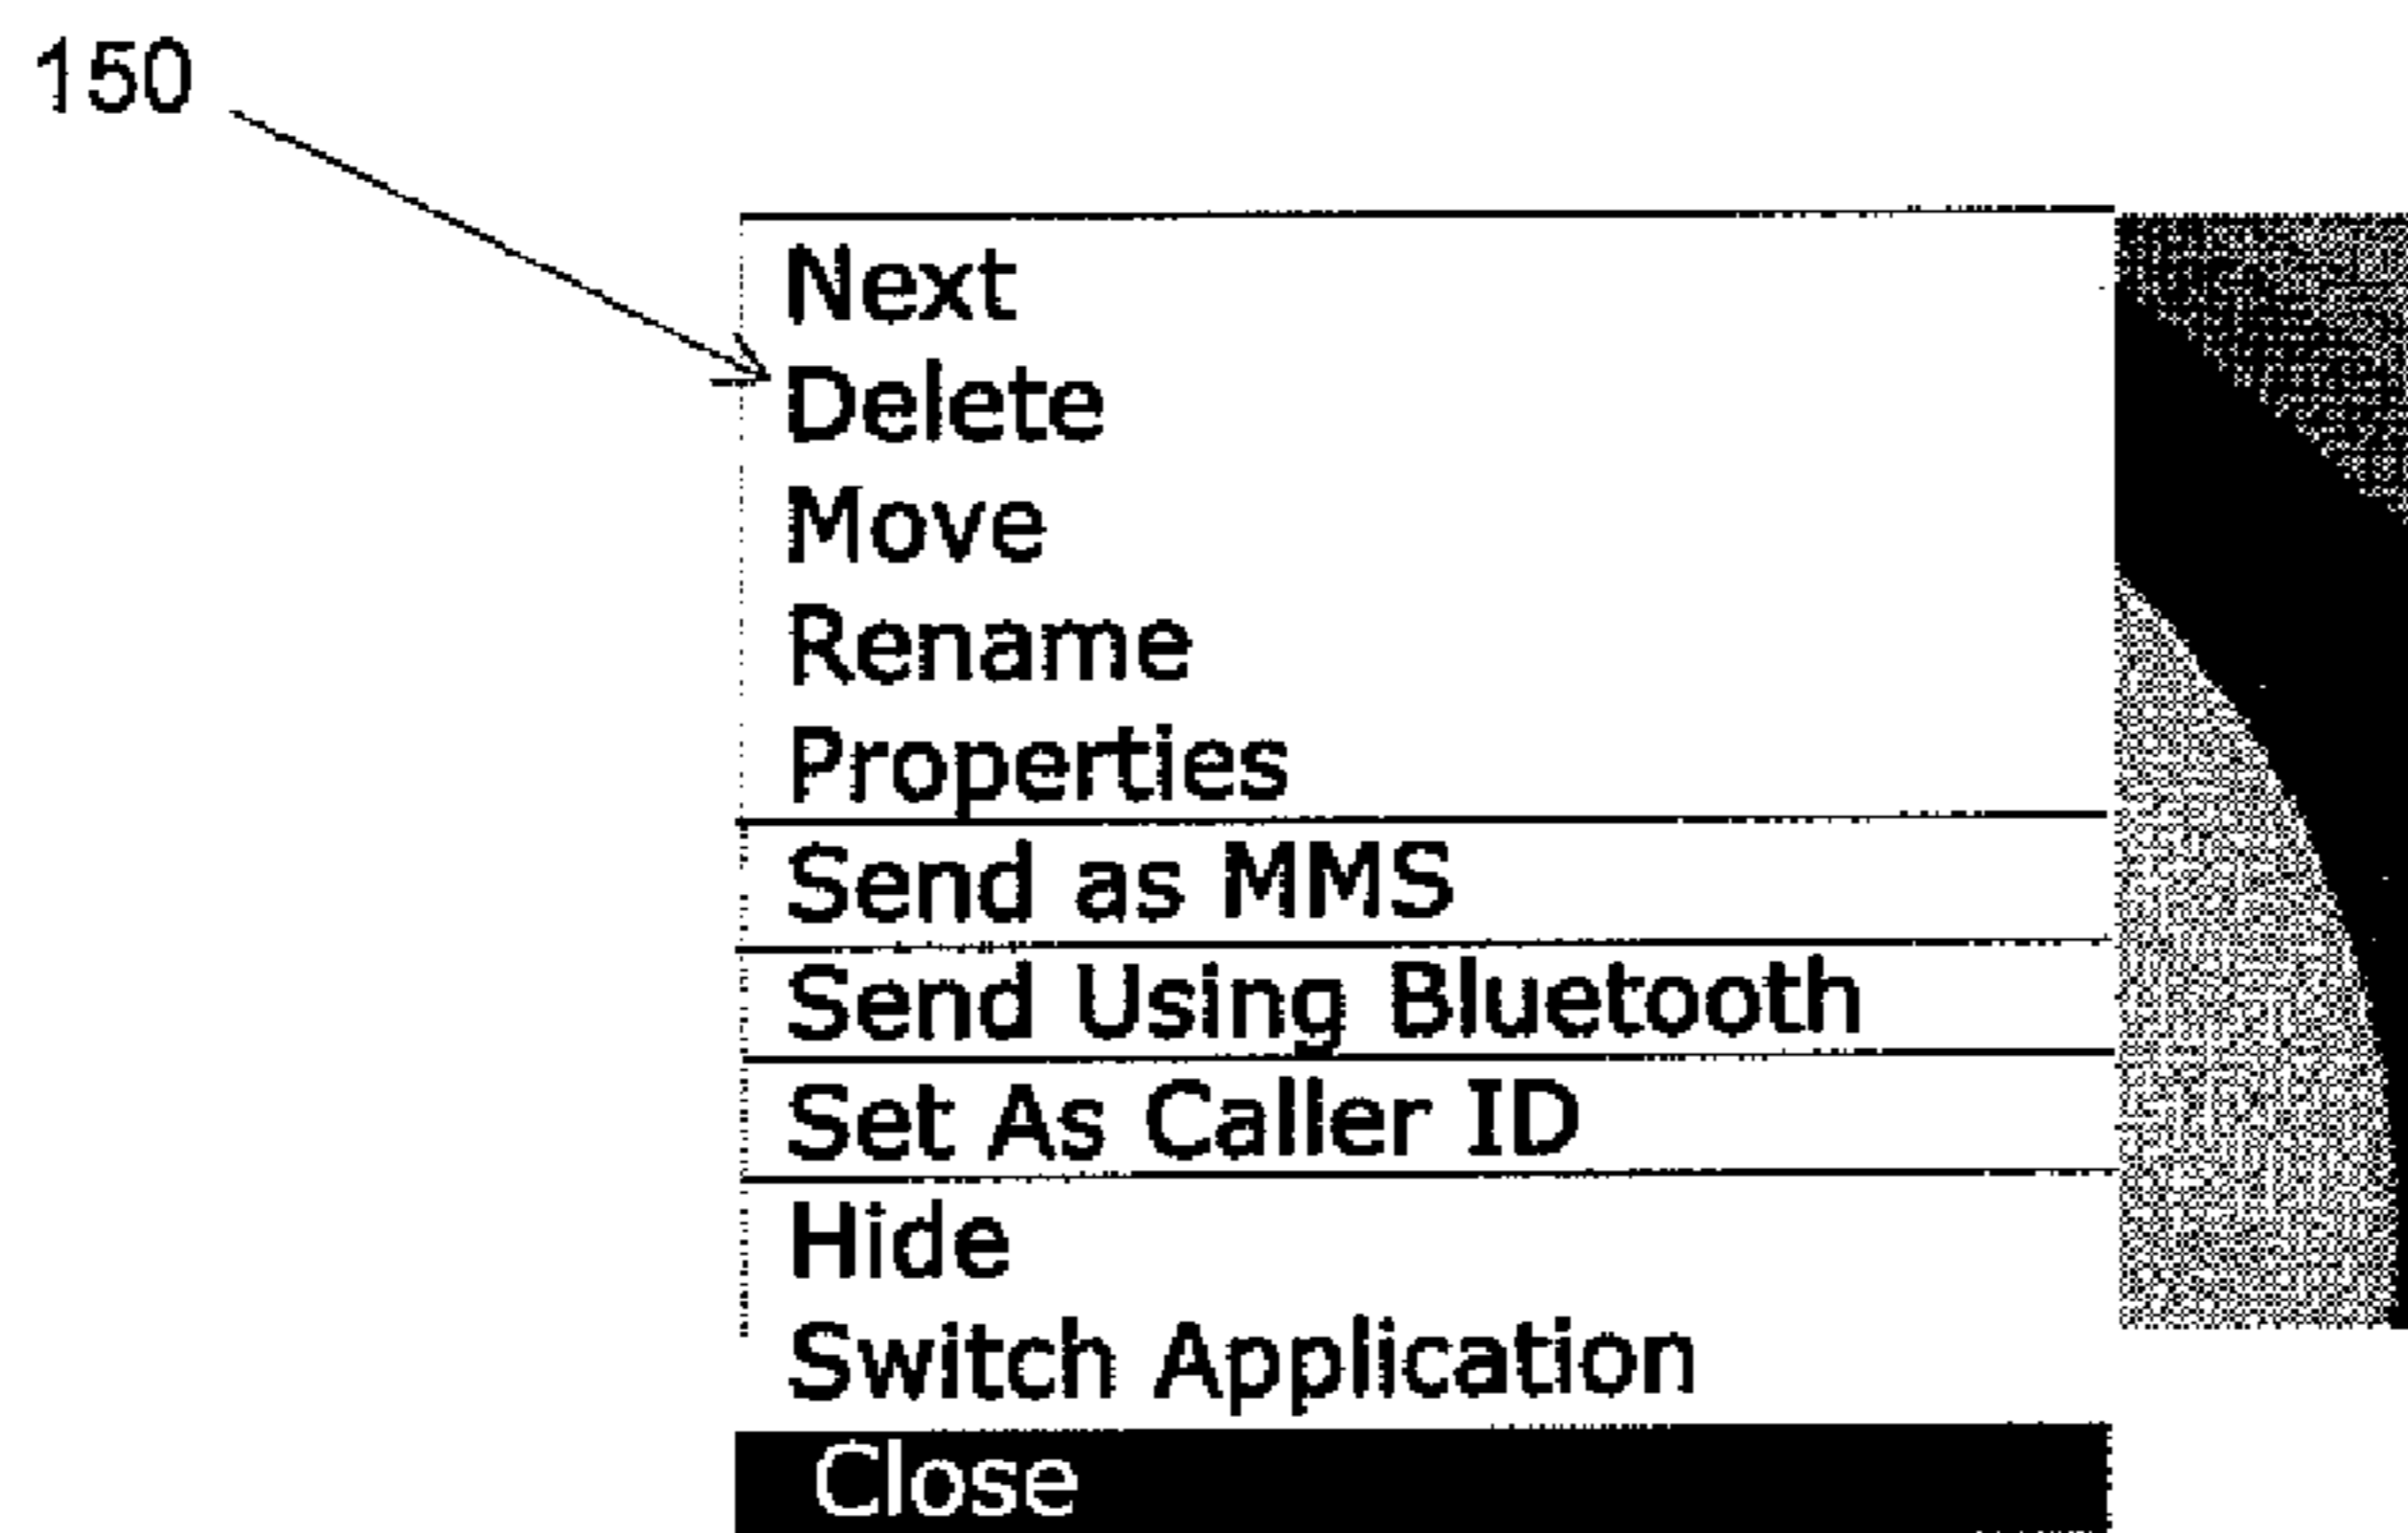 150
Next
Delete
Move
Rename
Properties
Send as MMS
Send Using Bluetooth
Set As Caller ID
Hide
Switch Application
Close